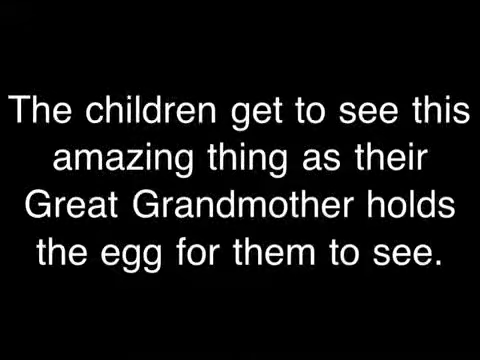 The children get to see this
amazing thing as their
Great Grandmother holds
the egg for them to see.